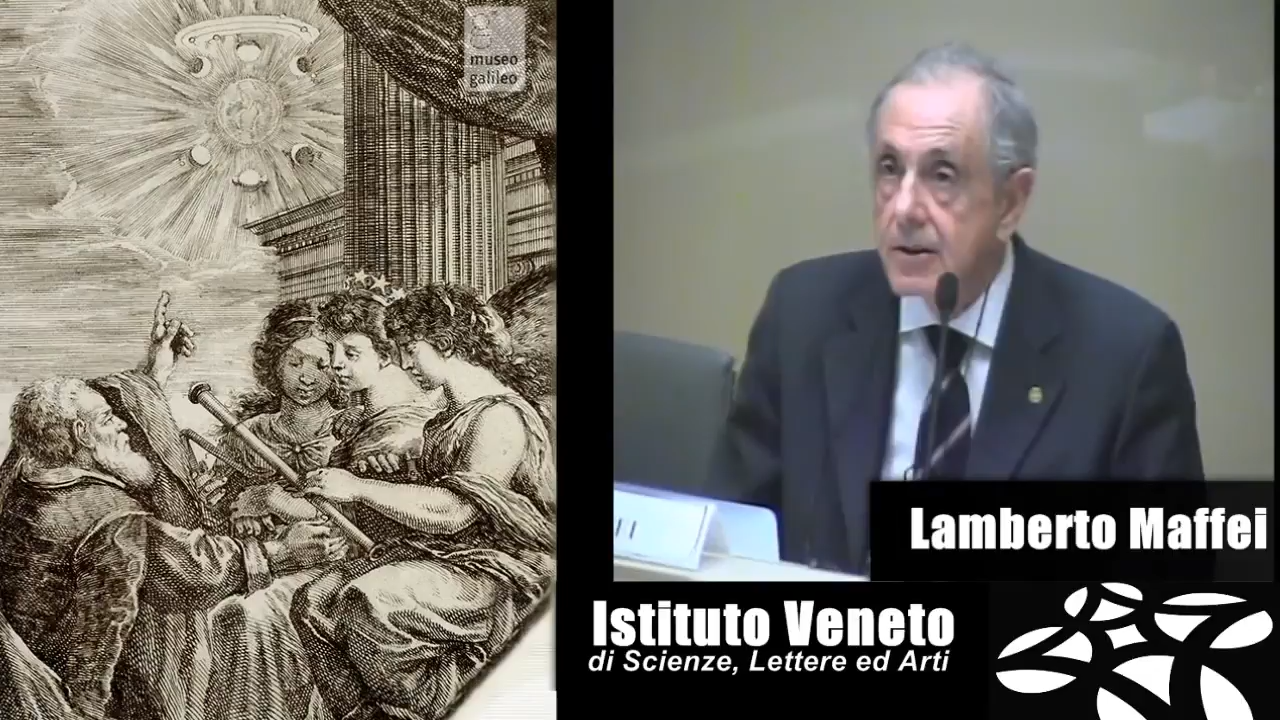 museo
galileo
Lamberto Maffei
Istituto Veneto
di Scienze, Lettere ed Arti